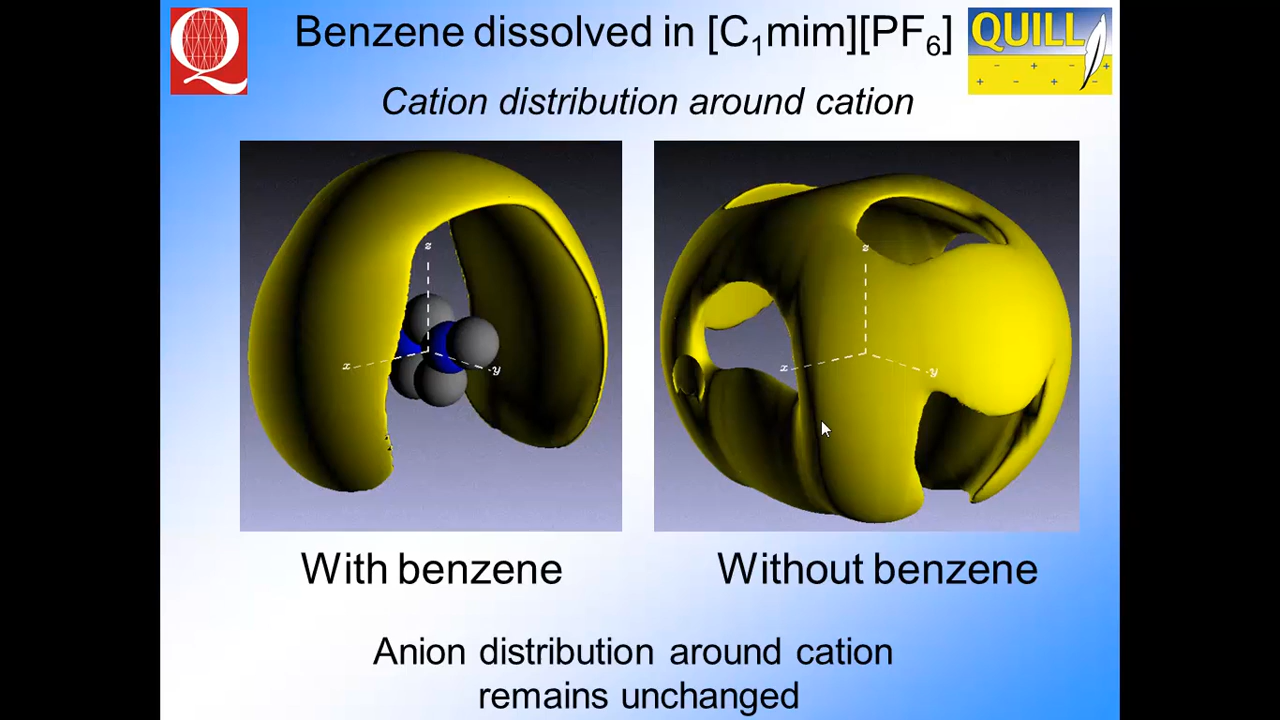 Benzene dissolved in [C₁mim][PF₆]
Q
QUILL
- + - +
+ - + -
Cation distribution around cation
z
x
-y
z
x
-y
With benzene
Without benzene
Anion distribution around cation
remains unchanged